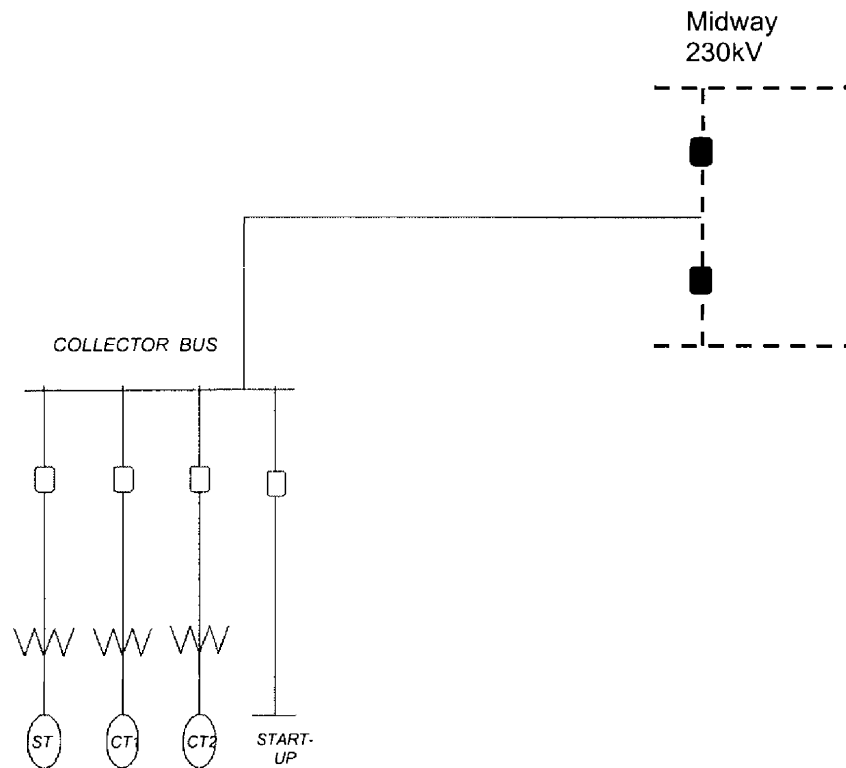 Midway
230kV
COLLECTOR BUS
ST
CT1
CT2
START-
UP